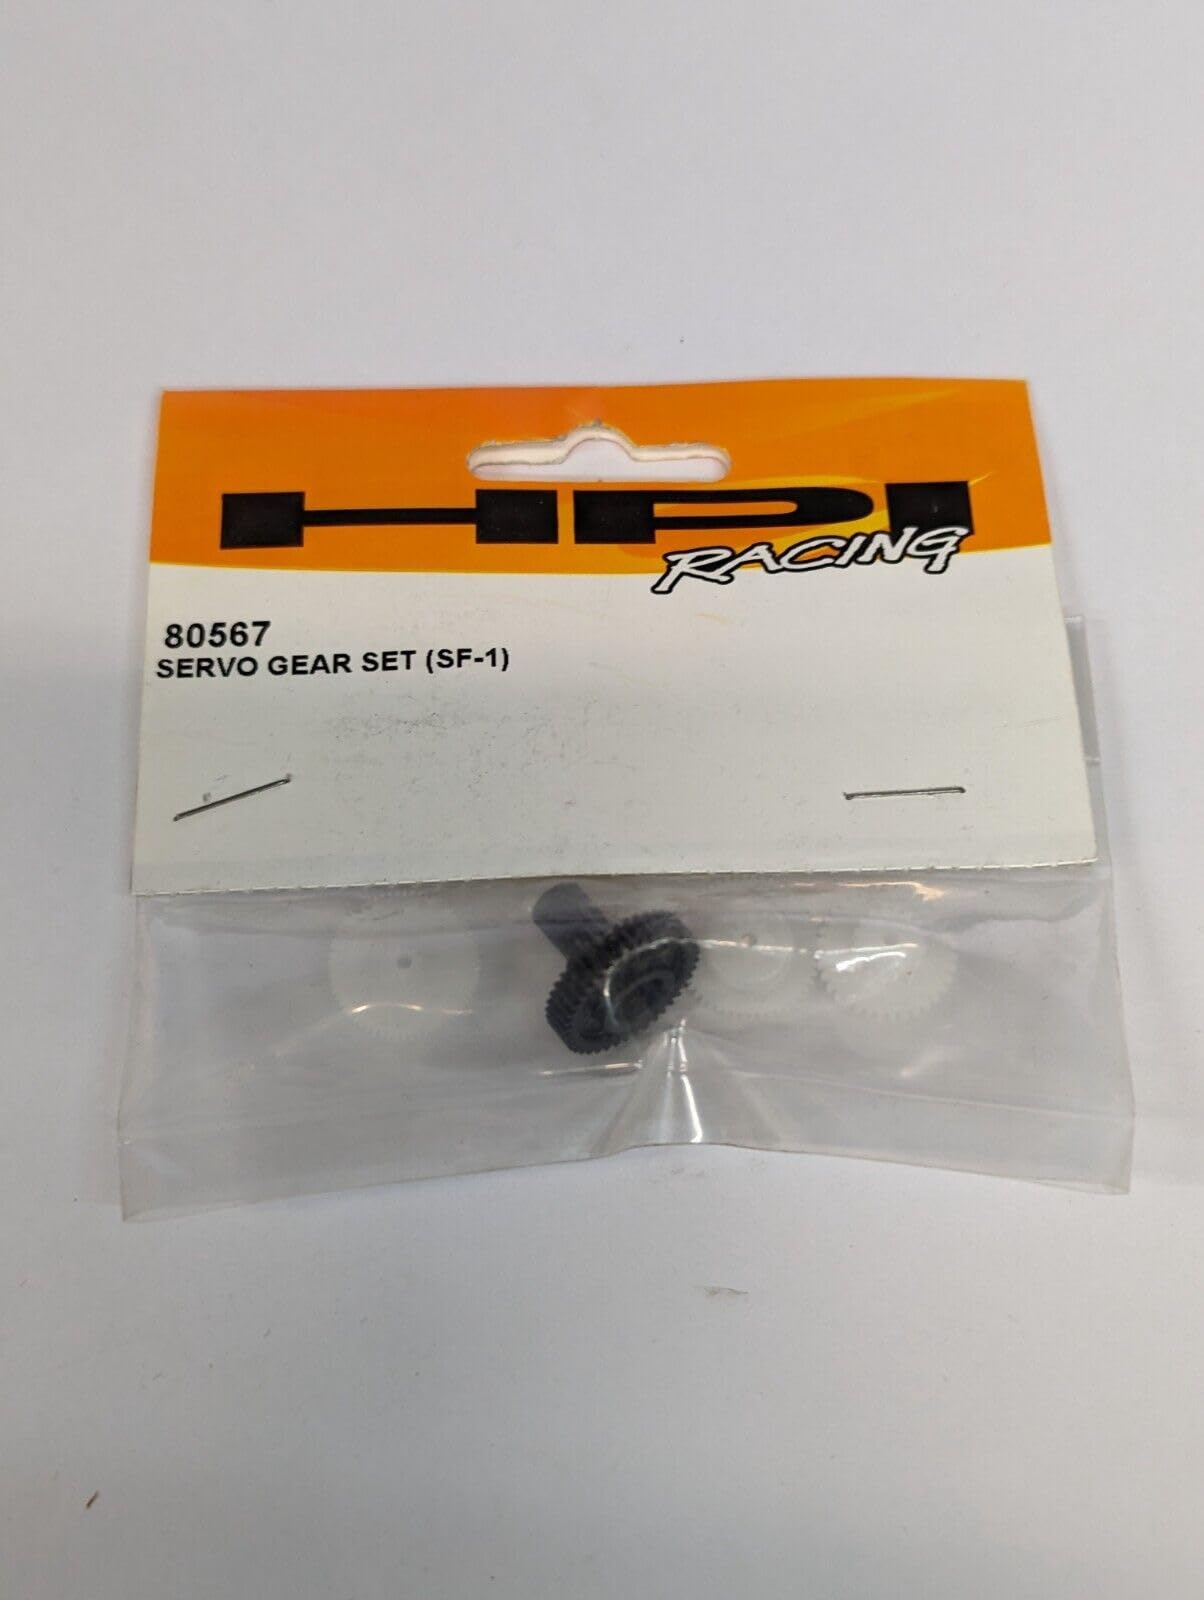 HPI
RACING
80567
SERVO GEAR SET (SF-1)